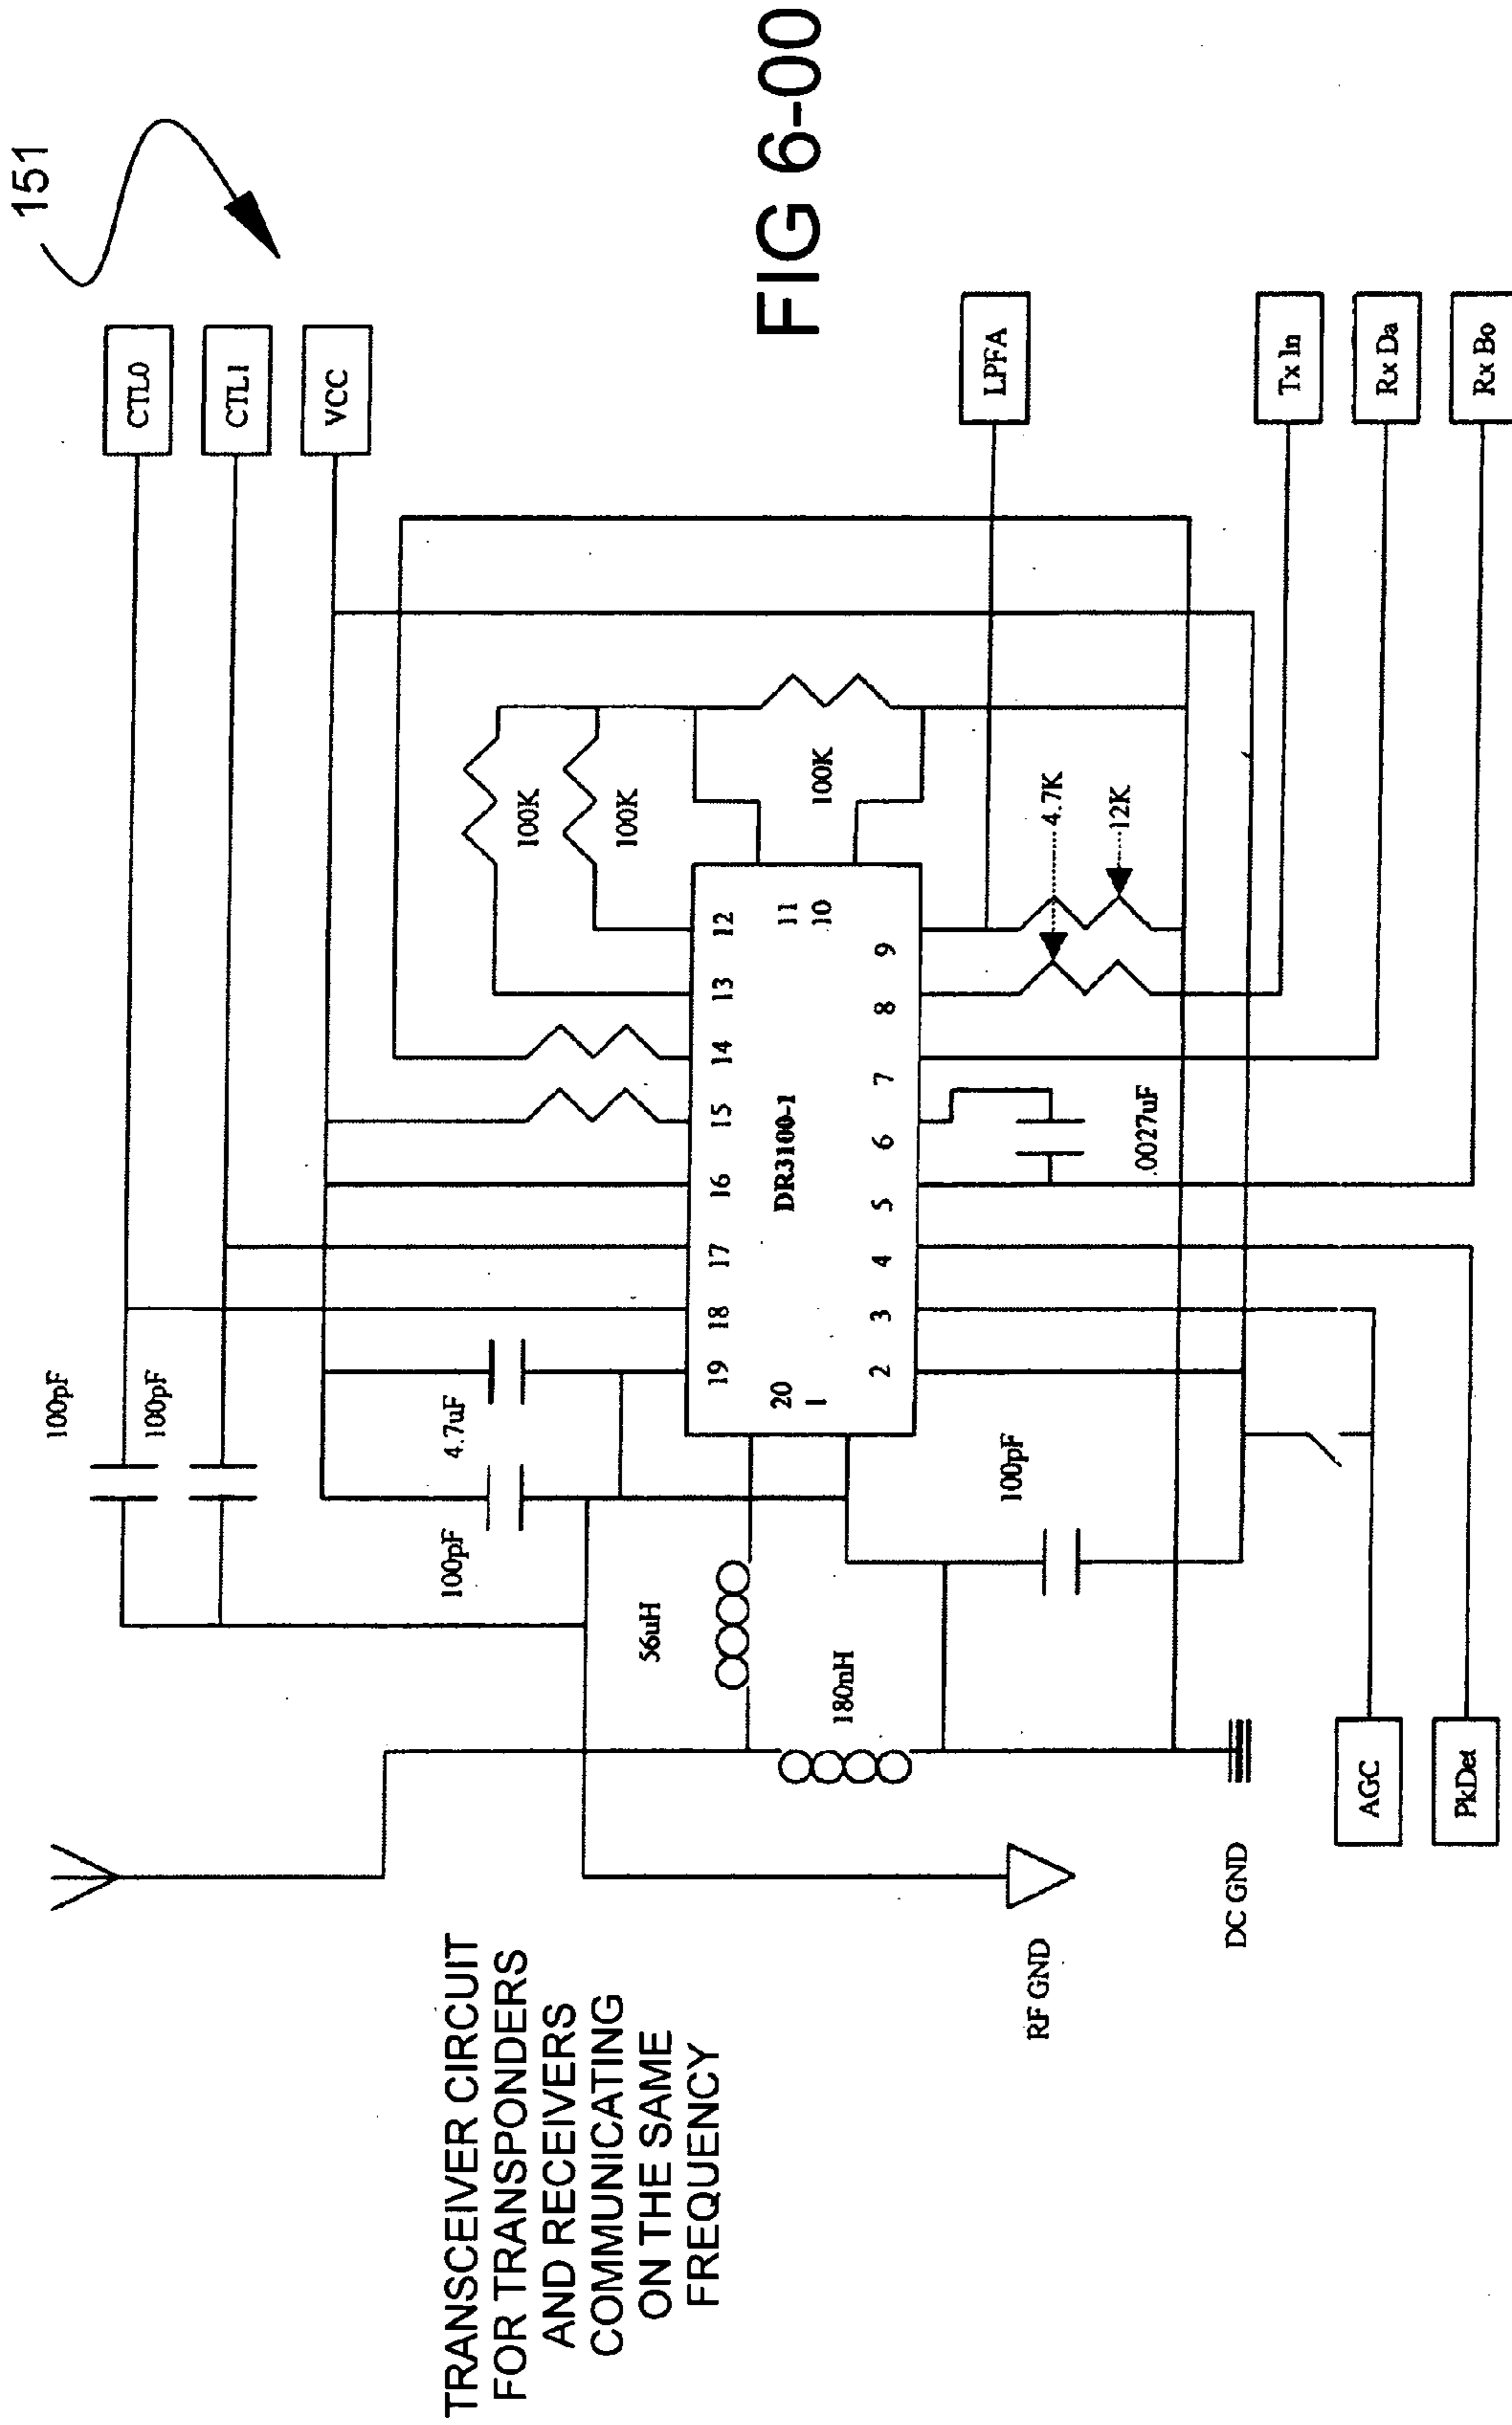 151
CTL0
CTL1
VCC
100pF
100pF
4.7uF
100pF
100K
100K
100K
FIG 6-00
19
18
17
16
15
14
13
12
20
1
DR3100-1
11
10
2
3
4
5
6
7
8
9
56uH
180nH
100pF
.0027uF
4.7K
12K
LPFA
Tx In
Rx Da
Rx Bo
AGC
PkDet
RF GND
DC GND
TRANSCEIVER CIRCUIT
FOR TRANSPONDERS
AND RECEIVERS
COMMUNICATING
ON THE SAME
FREQUENCY